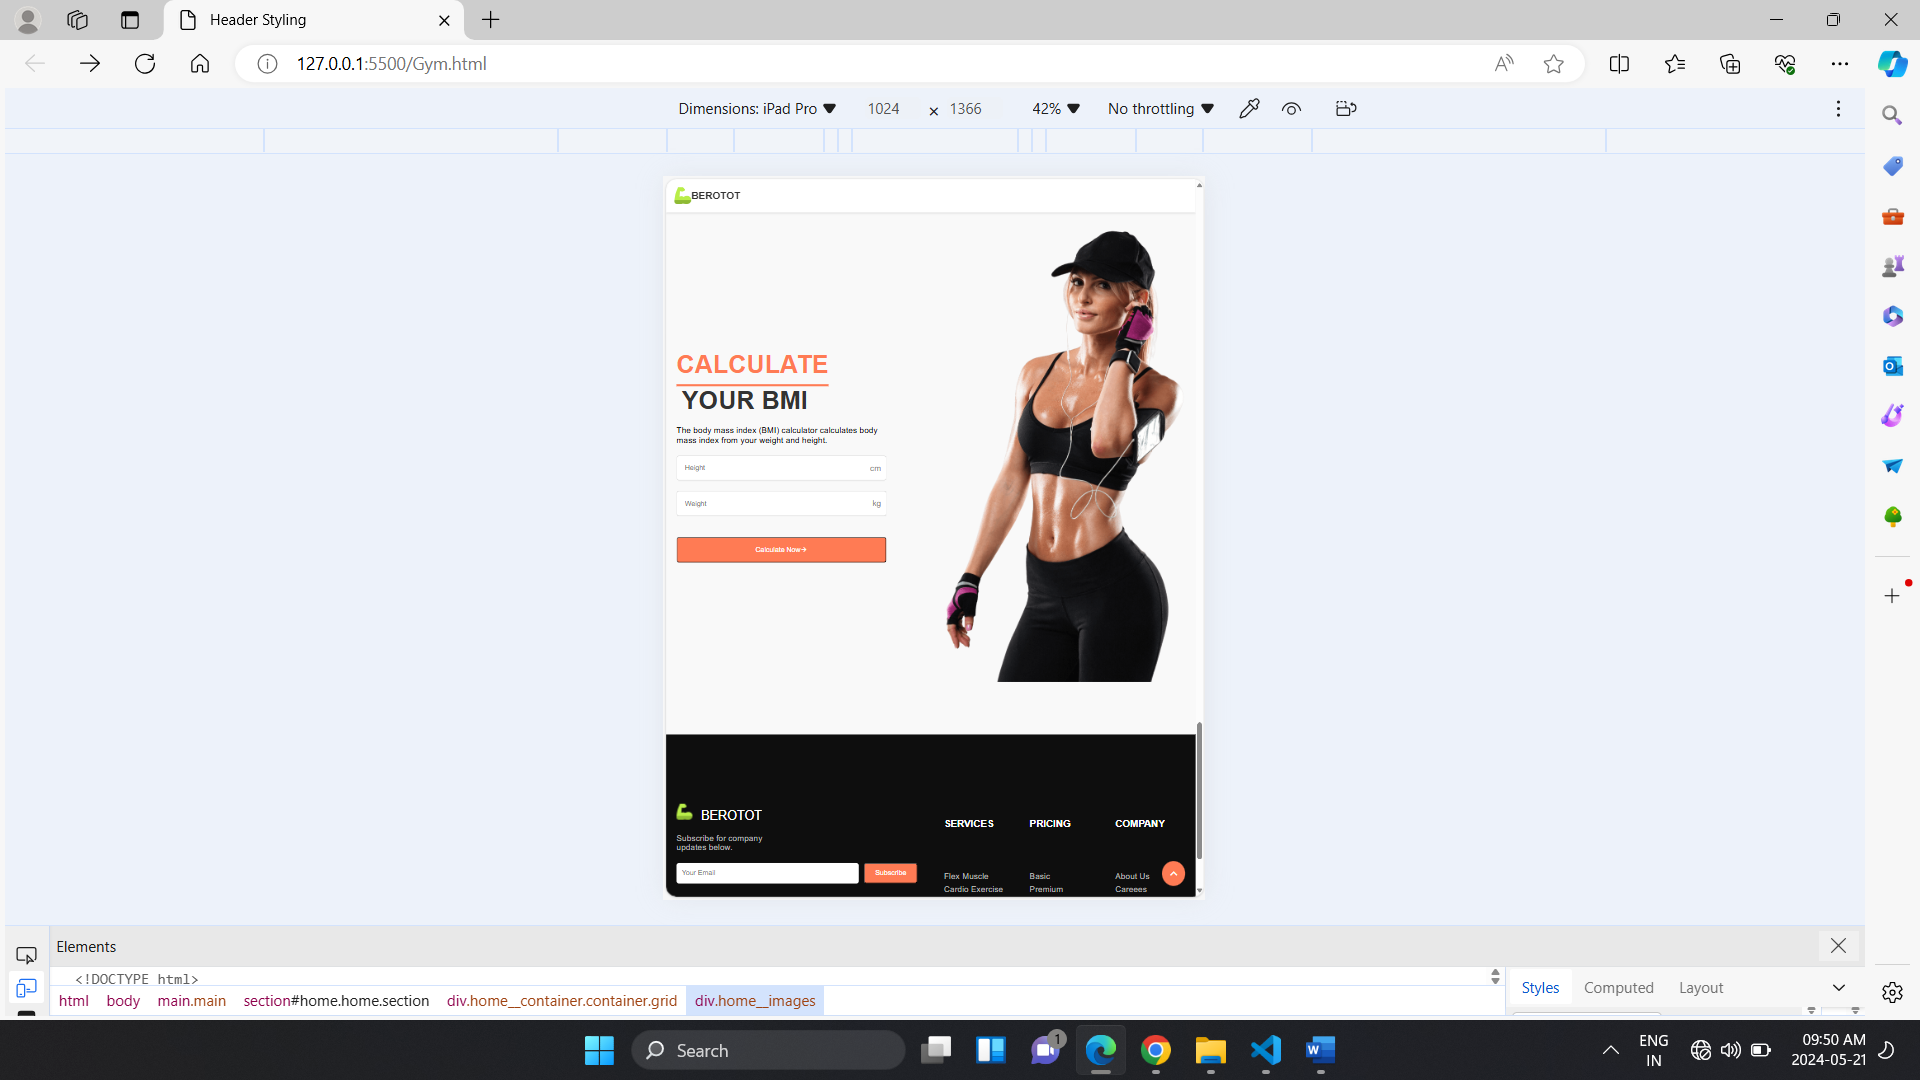 Header Styling
127.0.0.1:5500/Gym.html
Dimensions: iPad Pro 1024 × 1366 42% No throttling
BEROTOT
CALCULATE
YOUR BMI
The body mass index (BMI) calculator calculates body
mass index from your weight and height.
Height cm
Weight kg
Calculate Now→
BEROTOT
Subscribe for company
updates below.
Your Email Subscribe
SERVICES PRICING COMPANY
Flex Muscle Basic About Us
Cardio Exercise Premium Careees
Elements
<!DOCTYPE html>
html body main.main section#home.home.section div.home__container.container.grid div.home__images
Styles Computed Layout
Search
1
ENG
IN
09:50 AM
2024-05-21